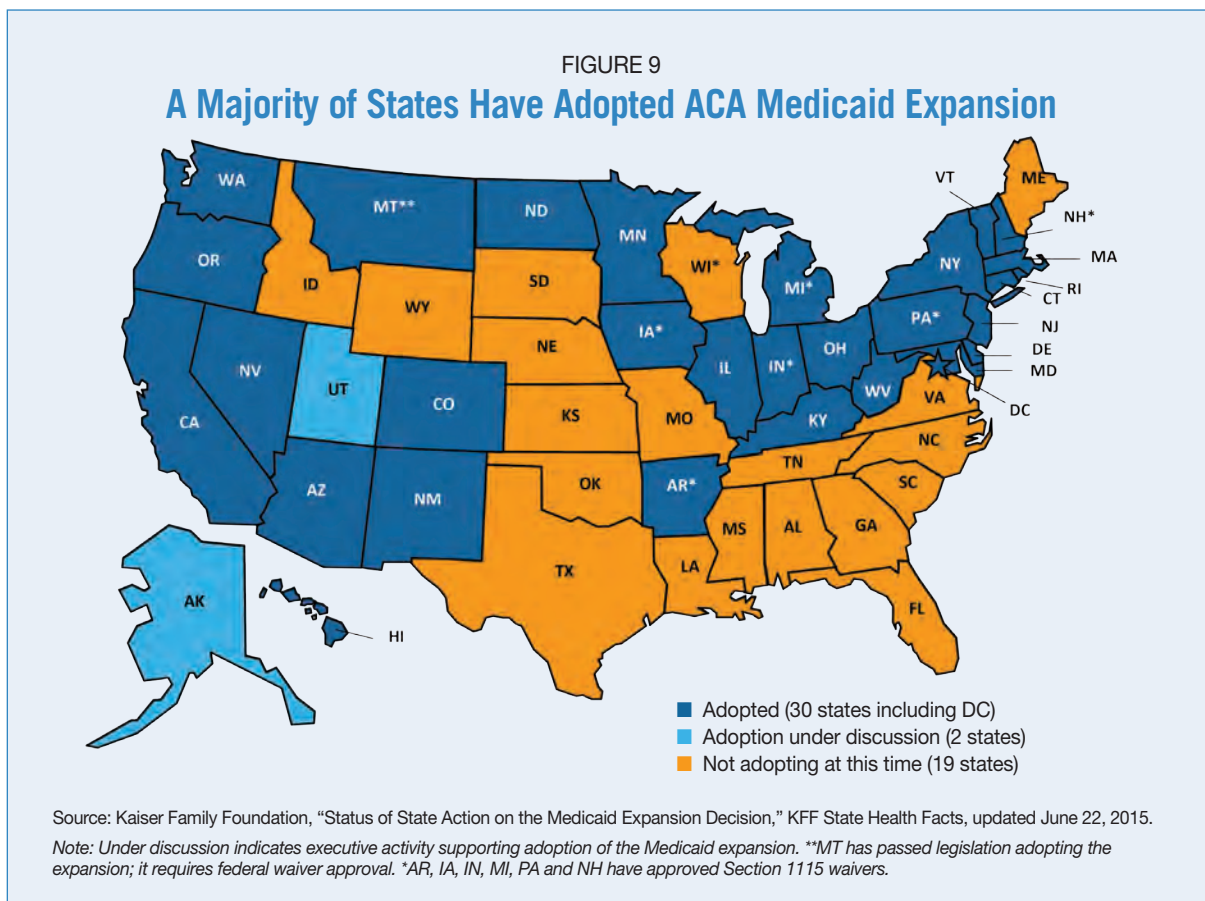 FIGURE 9
A Majority of States Have Adopted ACA Medicaid Expansion
WA
MT**
ND
MN
VT
ME
NH*
OR
ID
WY
SD
WI*
MI*
NY
MA
RI
CT
NV
UT
CO
NE
IA*
IL
IN*
OH
PA*
NJ
DE
MD
DC
CA
AZ
NM
KS
MO
KY
WV
VA
OK
AR*
TN
NC
SC
TX
LA
MS
AL
GA
FL
AK
HI
Adopted (30 states including DC)
Adoption under discussion (2 states)
Not adopting at this time (19 states)
Source: Kaiser Family Foundation, “Status of State Action on the Medicaid Expansion Decision,” KFF State Health Facts, updated June 22, 2015.
Note: Under discussion indicates executive activity supporting adoption of the Medicaid expansion. **MT has passed legislation adopting the
expansion; it requires federal waiver approval. *AR, IA, IN, MI, PA and NH have approved Section 1115 waivers.